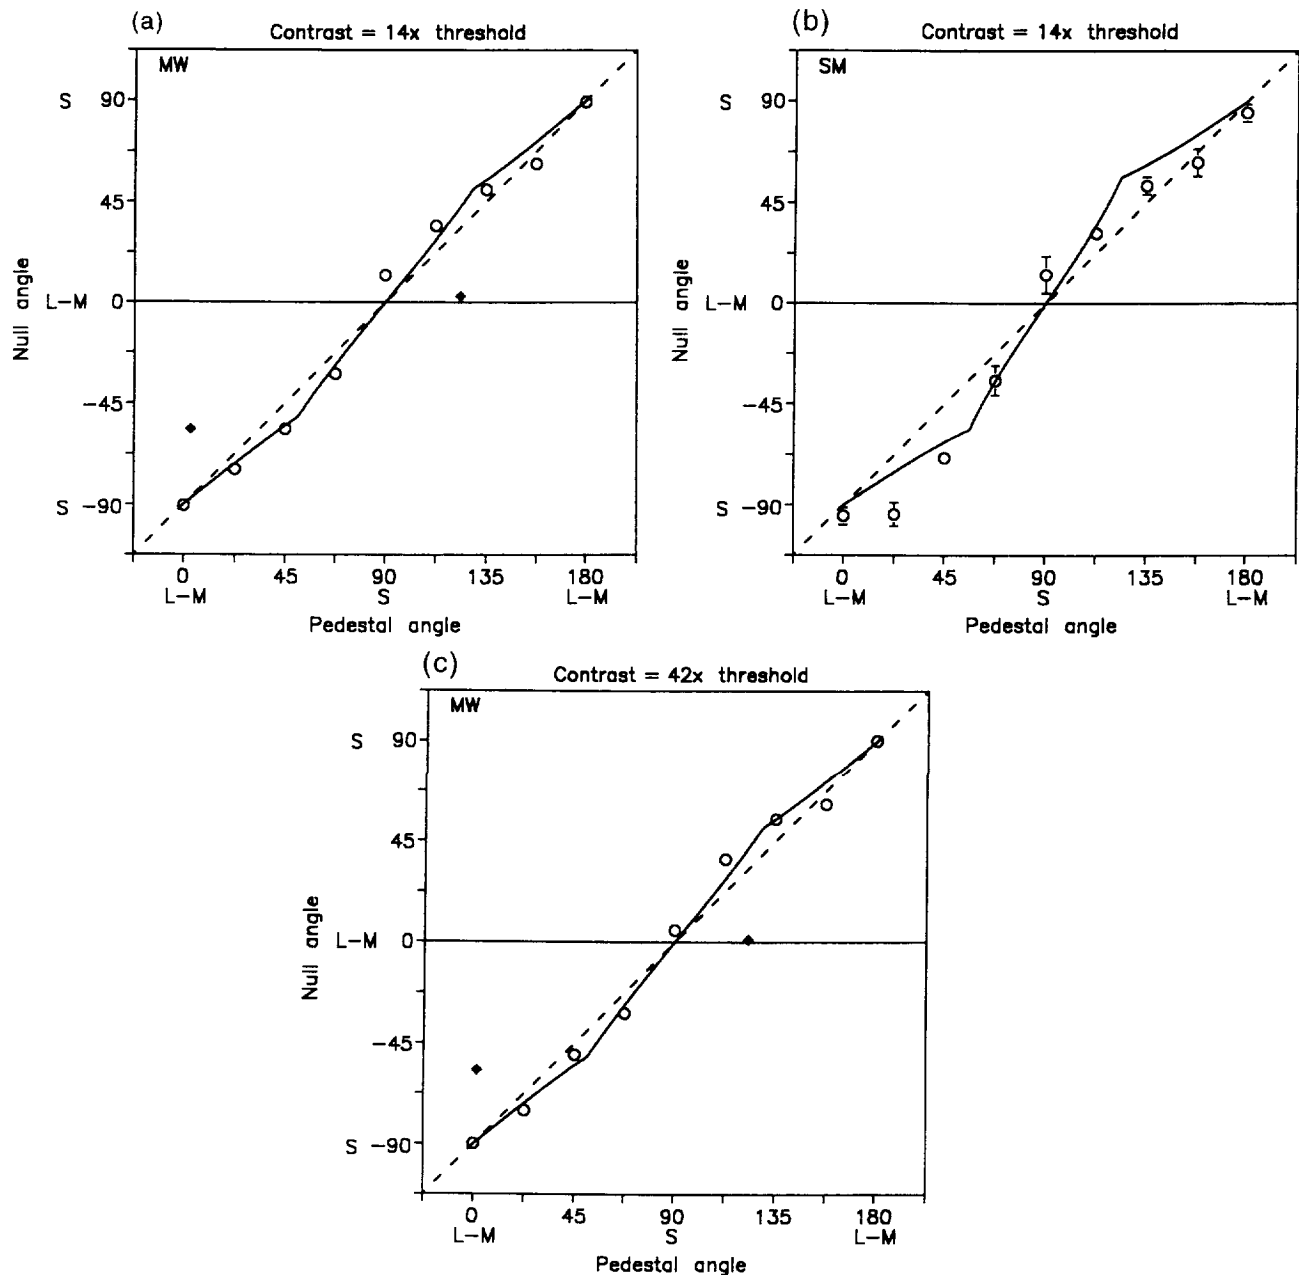 (a)
Contrast = 14x threshold
MW
S 90
45
L-M 0
-45
S -90
Null angle
0 45 90 135 180
L-M S L-M
Pedestal angle
(b)
Contrast = 14x threshold
SM
S 90
45
L-M 0
-45
S -90
Null angle
0 45 90 135 180
L-M S L-M
Pedestal angle
(c)
Contrast = 42x threshold
MW
S 90
45
L-M 0
-45
S -90
Null angle
0 45 90 135 180
L-M S L-M
Pedestal angle